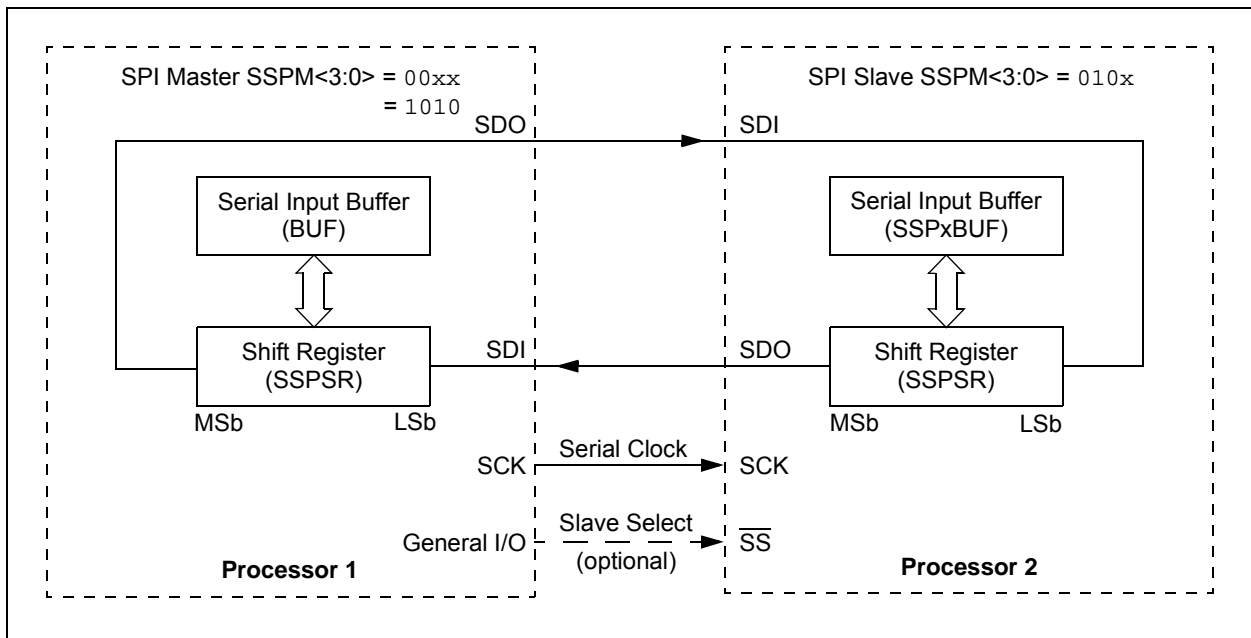 SPI Master SSPM<3:0> = 00xx
= 1010
SDO
Serial Input Buffer
(BUF)
Shift Register
(SSPSR)
MSb
LSb
SDI
SCK
General I/O
Processor 1
Serial Clock
Slave Select
(optional)
SPI Slave SSPM<3:0> = 010x
SDI
Serial Input Buffer
(SSPxBUF)
SDO
Shift Register
(SSPSR)
MSb
LSb
SCK
S̅S̅
Processor 2